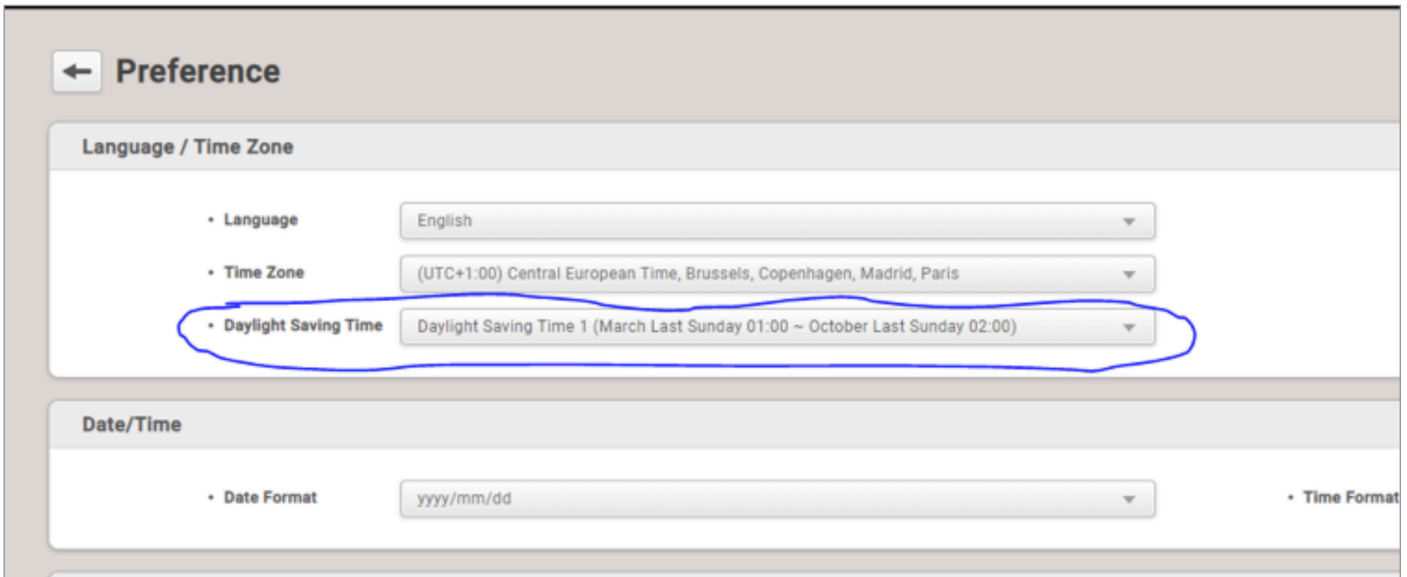 Preference
Language / Time Zone
• Language English
• Time Zone (UTC+1:00) Central European Time, Brussels, Copenhagen, Madrid, Paris
• Daylight Saving Time Daylight Saving Time 1 (March Last Sunday 01:00 ~ October Last Sunday 02:00)
Date/Time
• Date Format yyyy/mm/dd • Time Format